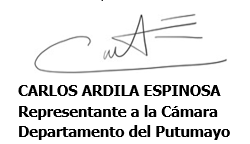 CARLOS ARDILA ESPINOSA
Representante a la Cámara
Departamento del Putumayo